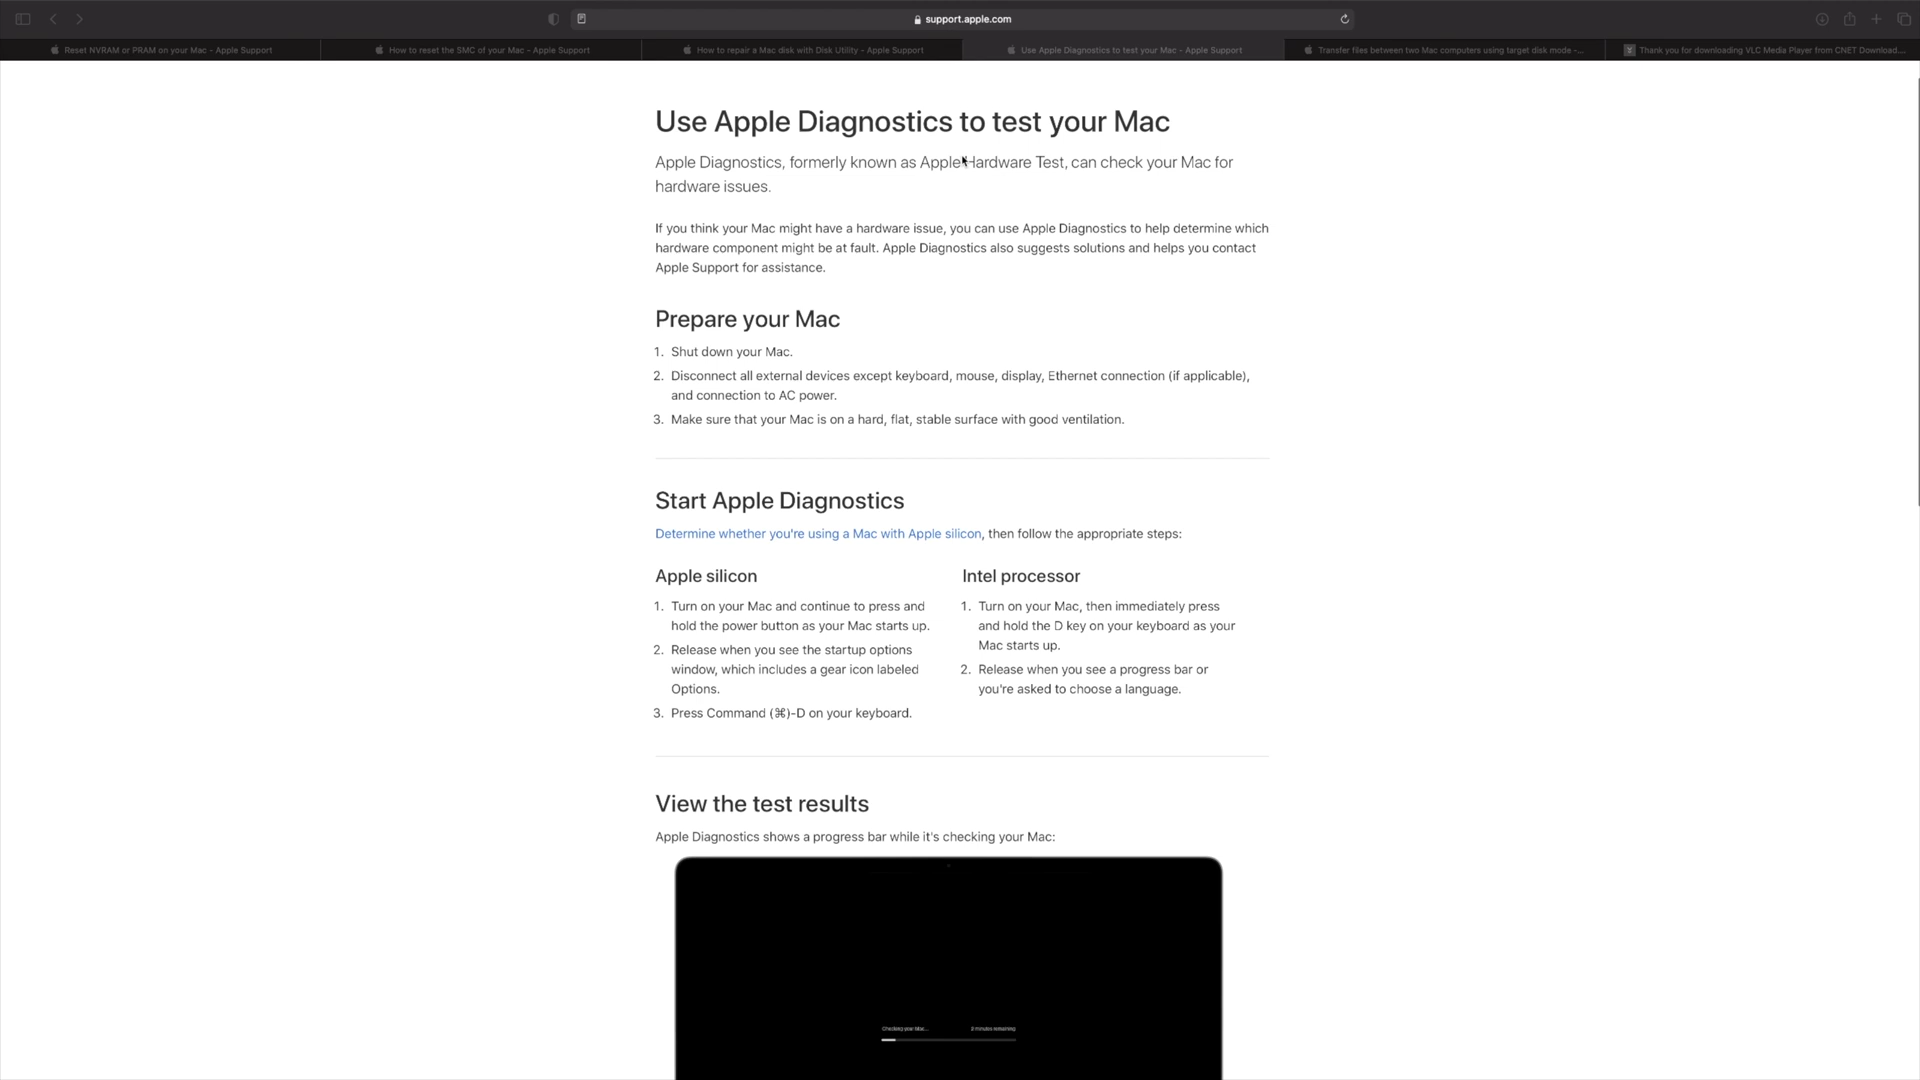 support.apple.com
Reset NVRAM or PRAM on your Mac - Apple Support
How to reset the SMC of your Mac - Apple Support
How to repair a Mac disk with Disk Utility - Apple Support
Use Apple Diagnostics to test your Mac - Apple Support
Transfer files between two Mac computers using target disk mode -...
Thank you for downloading VLC Media Player from CNET Download....
Use Apple Diagnostics to test your Mac
Apple Diagnostics, formerly known as Apple Hardware Test, can check your Mac for
hardware issues.
If you think your Mac might have a hardware issue, you can use Apple Diagnostics to help determine which
hardware component might be at fault. Apple Diagnostics also suggests solutions and helps you contact
Apple Support for assistance.
Prepare your Mac
1. Shut down your Mac.
2. Disconnect all external devices except keyboard, mouse, display, Ethernet connection (if applicable),
and connection to AC power.
3. Make sure that your Mac is on a hard, flat, stable surface with good ventilation.
Start Apple Diagnostics
Determine whether you're using a Mac with Apple silicon, then follow the appropriate steps:
Apple silicon
1. Turn on your Mac and continue to press and
hold the power button as your Mac starts up.
2. Release when you see the startup options
window, which includes a gear icon labeled
Options.
3. Press Command (⌘)-D on your keyboard.
Intel processor
1. Turn on your Mac, then immediately press
and hold the D key on your keyboard as your
Mac starts up.
2. Release when you see a progress bar or
you're asked to choose a language.
View the test results
Apple Diagnostics shows a progress bar while it's checking your Mac:
Checking your Mac...
minutes remaining